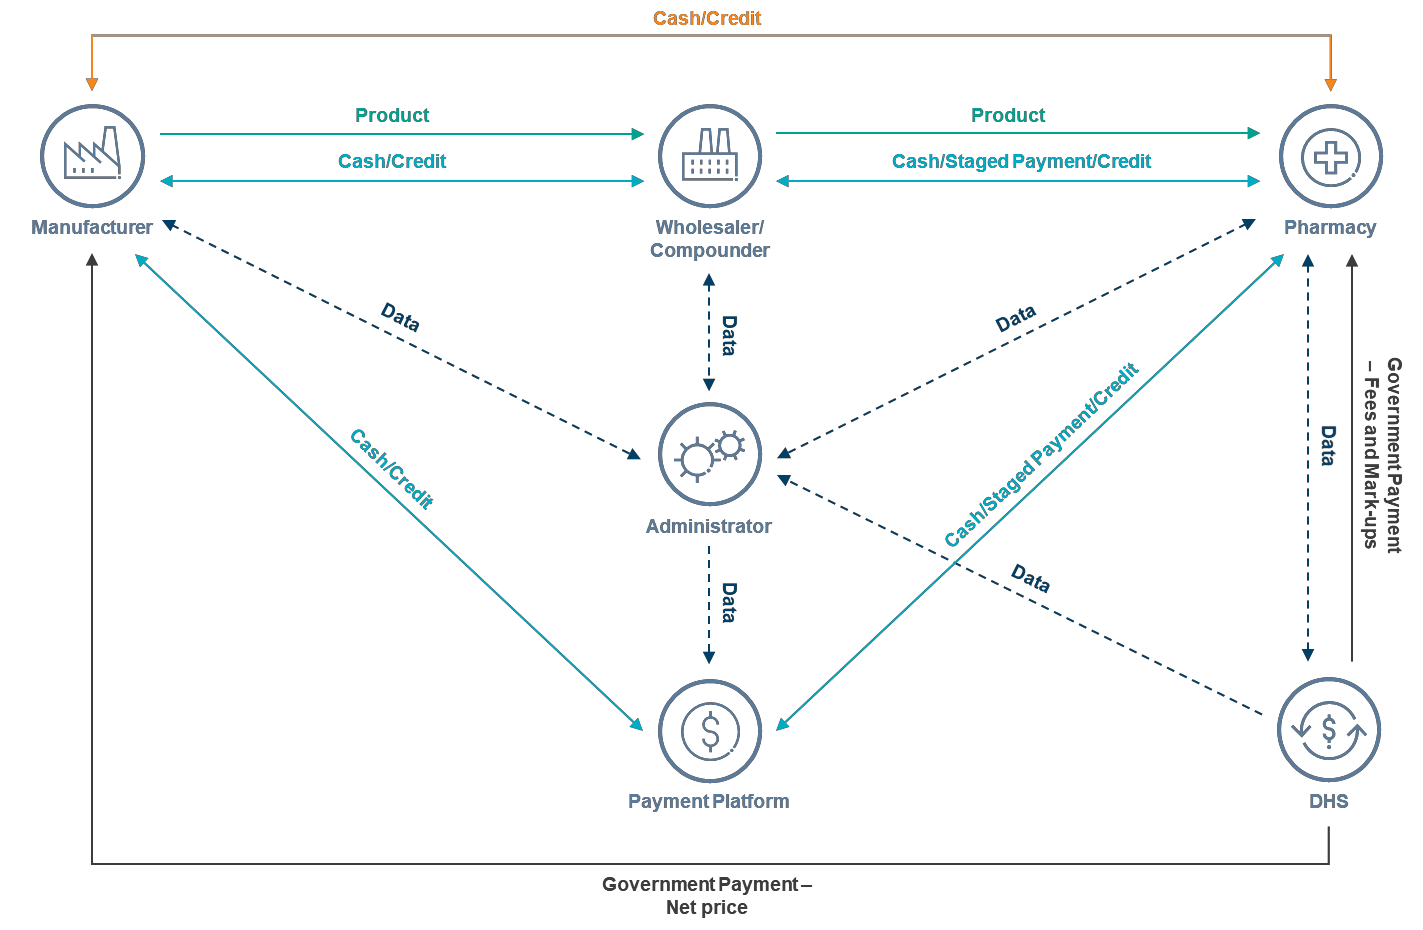 Cash/Credit
Product
Product
Cash/Credit
Cash/Staged Payment/Credit
Manufacturer
Wholesaler/
Compounder
Pharmacy
Data
Data
Data
Government Payment
– Fees and Mark-ups
Cash/Staged Payment/Credit
Cash/Credit
Data
Administrator
Data
Data
Payment Platform
DHS
Government Payment –
Net price